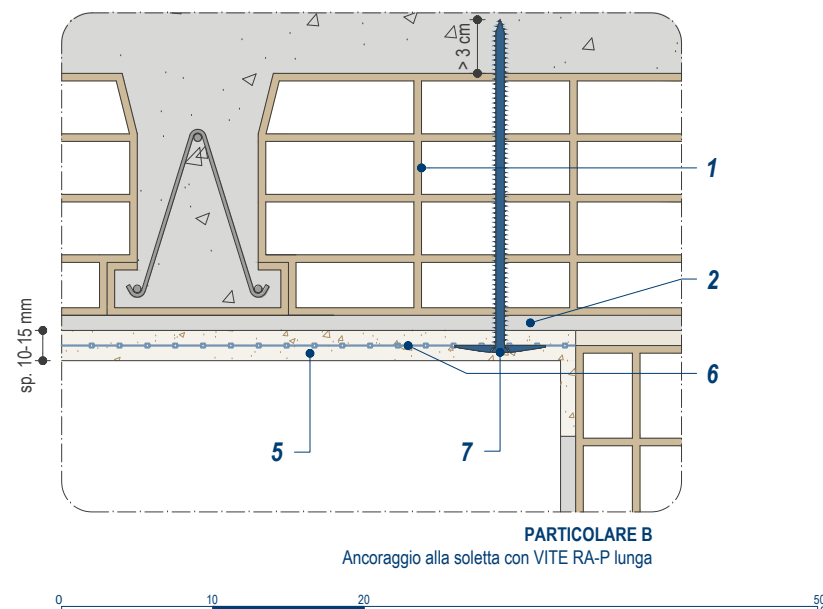 > 3 cm
1
2
sp. 10-15 mm
6
5
7
PARTICOLARE B
Ancoraggio alla soletta con VITE RA-P lunga
0 10 20 50